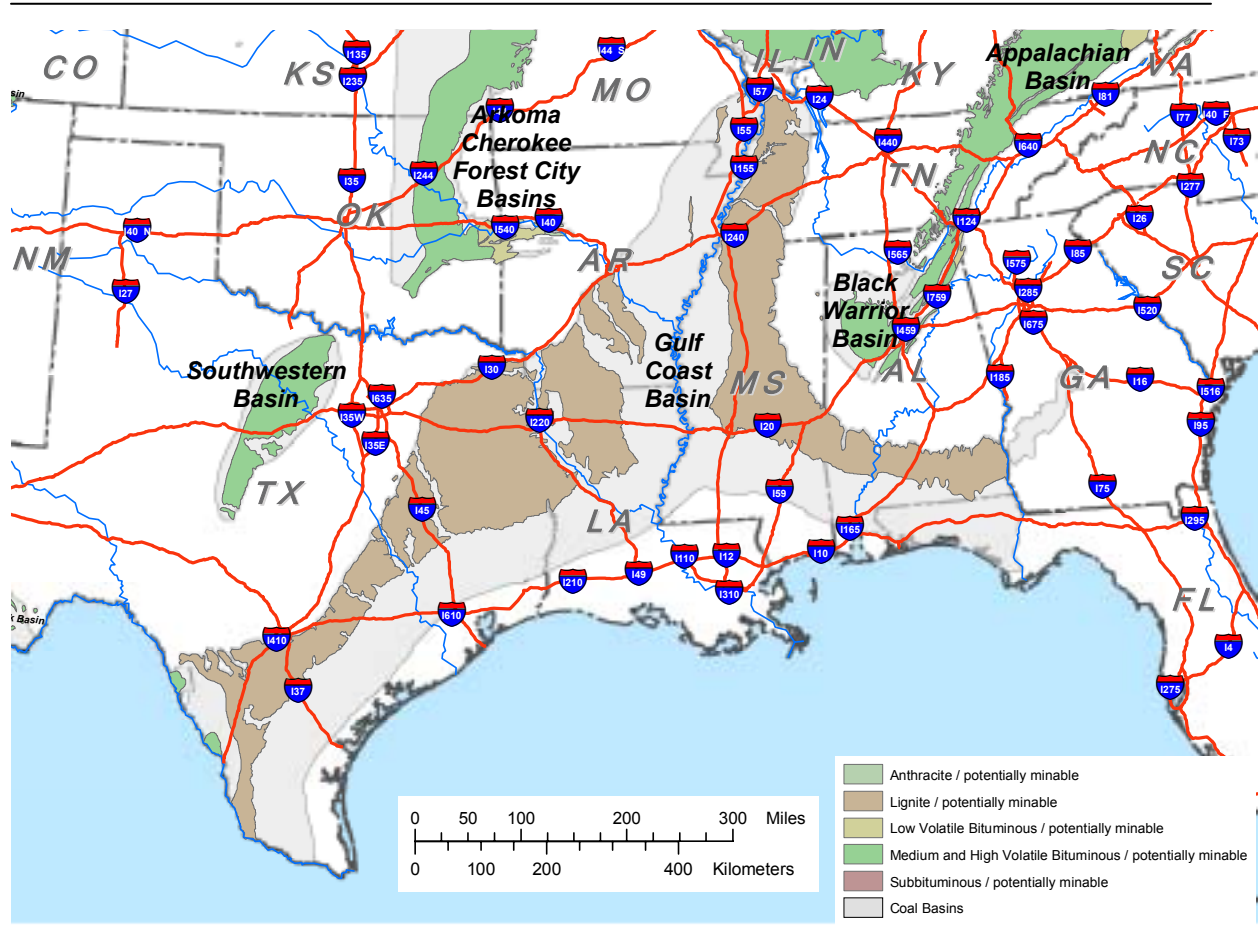 I135
I44 S
CO
KS
I235
MO
IL
IN
KY
Appalachian
Basin
VA
I57
I24
I81
I77
I40 E
I73
Arkoma
Cherokee
Forest City
Basins
I55
I440
I640
NC
I35
I244
I155
TN
I277
OK
I540
I40
I240
I124
I26
I40 N
NM
AR
I565
I575
I85
SC
I27
I759
I285
I520
Black
Warrior
Basin
I459
I675
Gulf
Coast
Basin
Southwestern
Basin
I30
MS
AL
I185
GA
I16
I516
I635
I35W
I220
I20
I95
I35E
TX
I45
I59
I75
LA
I165
I295
I110
I12
I10
I210
I49
I310
FL
k Basin
I610
I410
I4
I37
I275
0 100 200 300 Miles
0 100 200 400 Kilometers
Anthracite / potentially minable
Lignite / potentially minable
Low Volatile Bituminous / potentially minable
Medium and High Volatile Bituminous / potentially minable
Subbituminous / potentially minable
Coal Basins